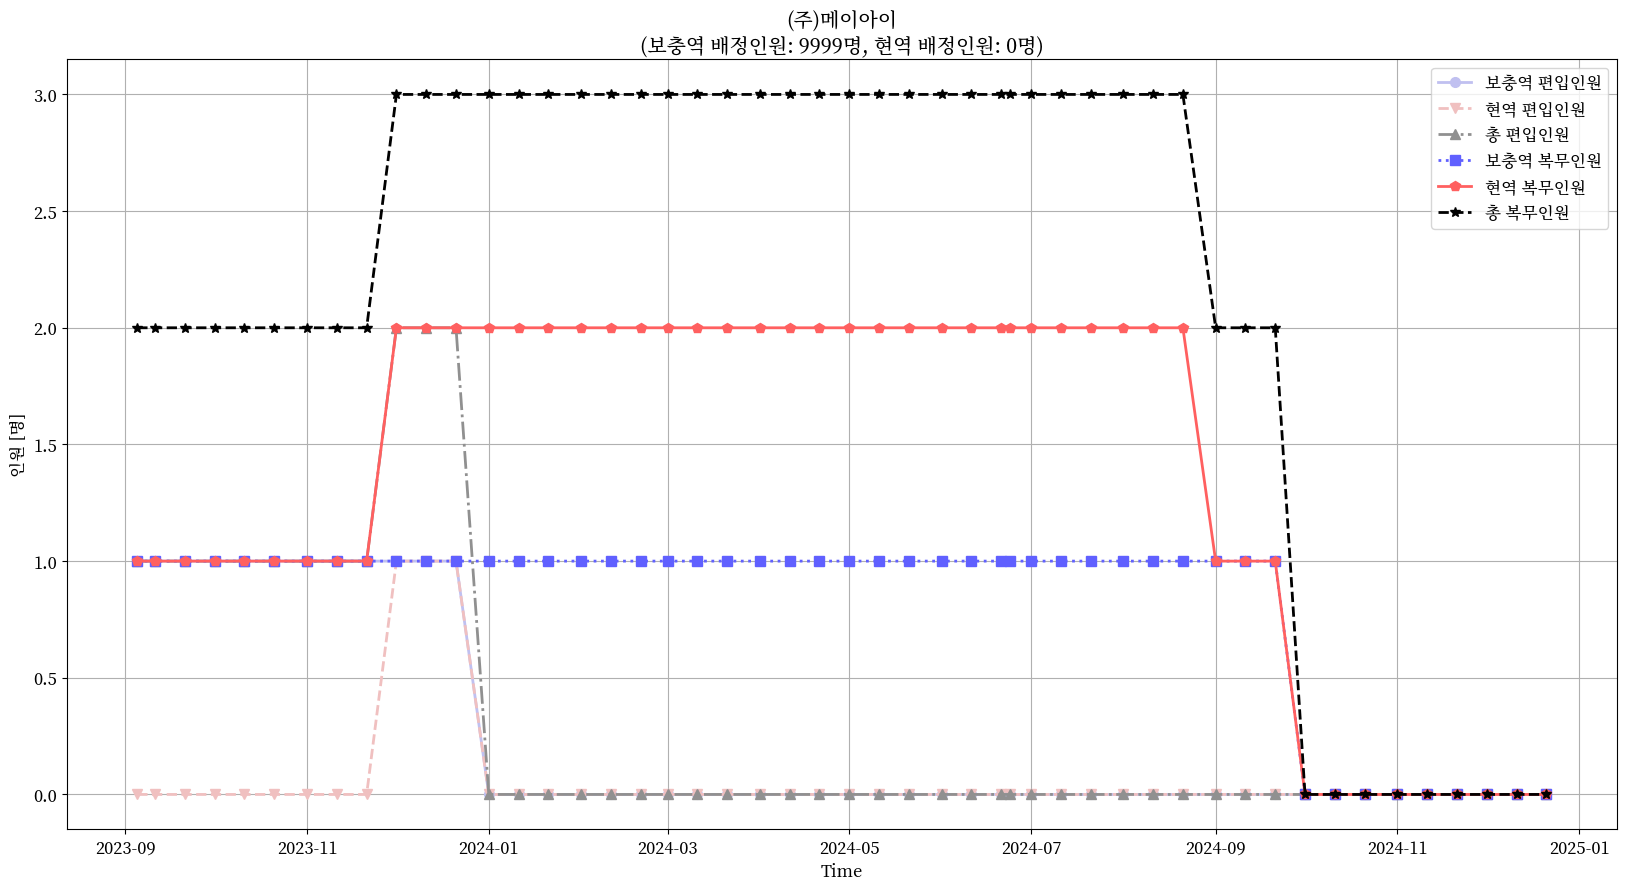 (주)메이아이
(보충역 배정인원: 9999명, 현역 배정인원: 0명)
보충역 편입인원
현역 편입인원
총 편입인원
보충역 복무인원
현역 복무인원
총 복무인원
인원 [명]
3.0
2.5
2.0
1.5
1.0
0.5
0.0
2023-09
2023-11
2024-01
2024-03
2024-05
2024-07
2024-09
2024-11
2025-01
Time